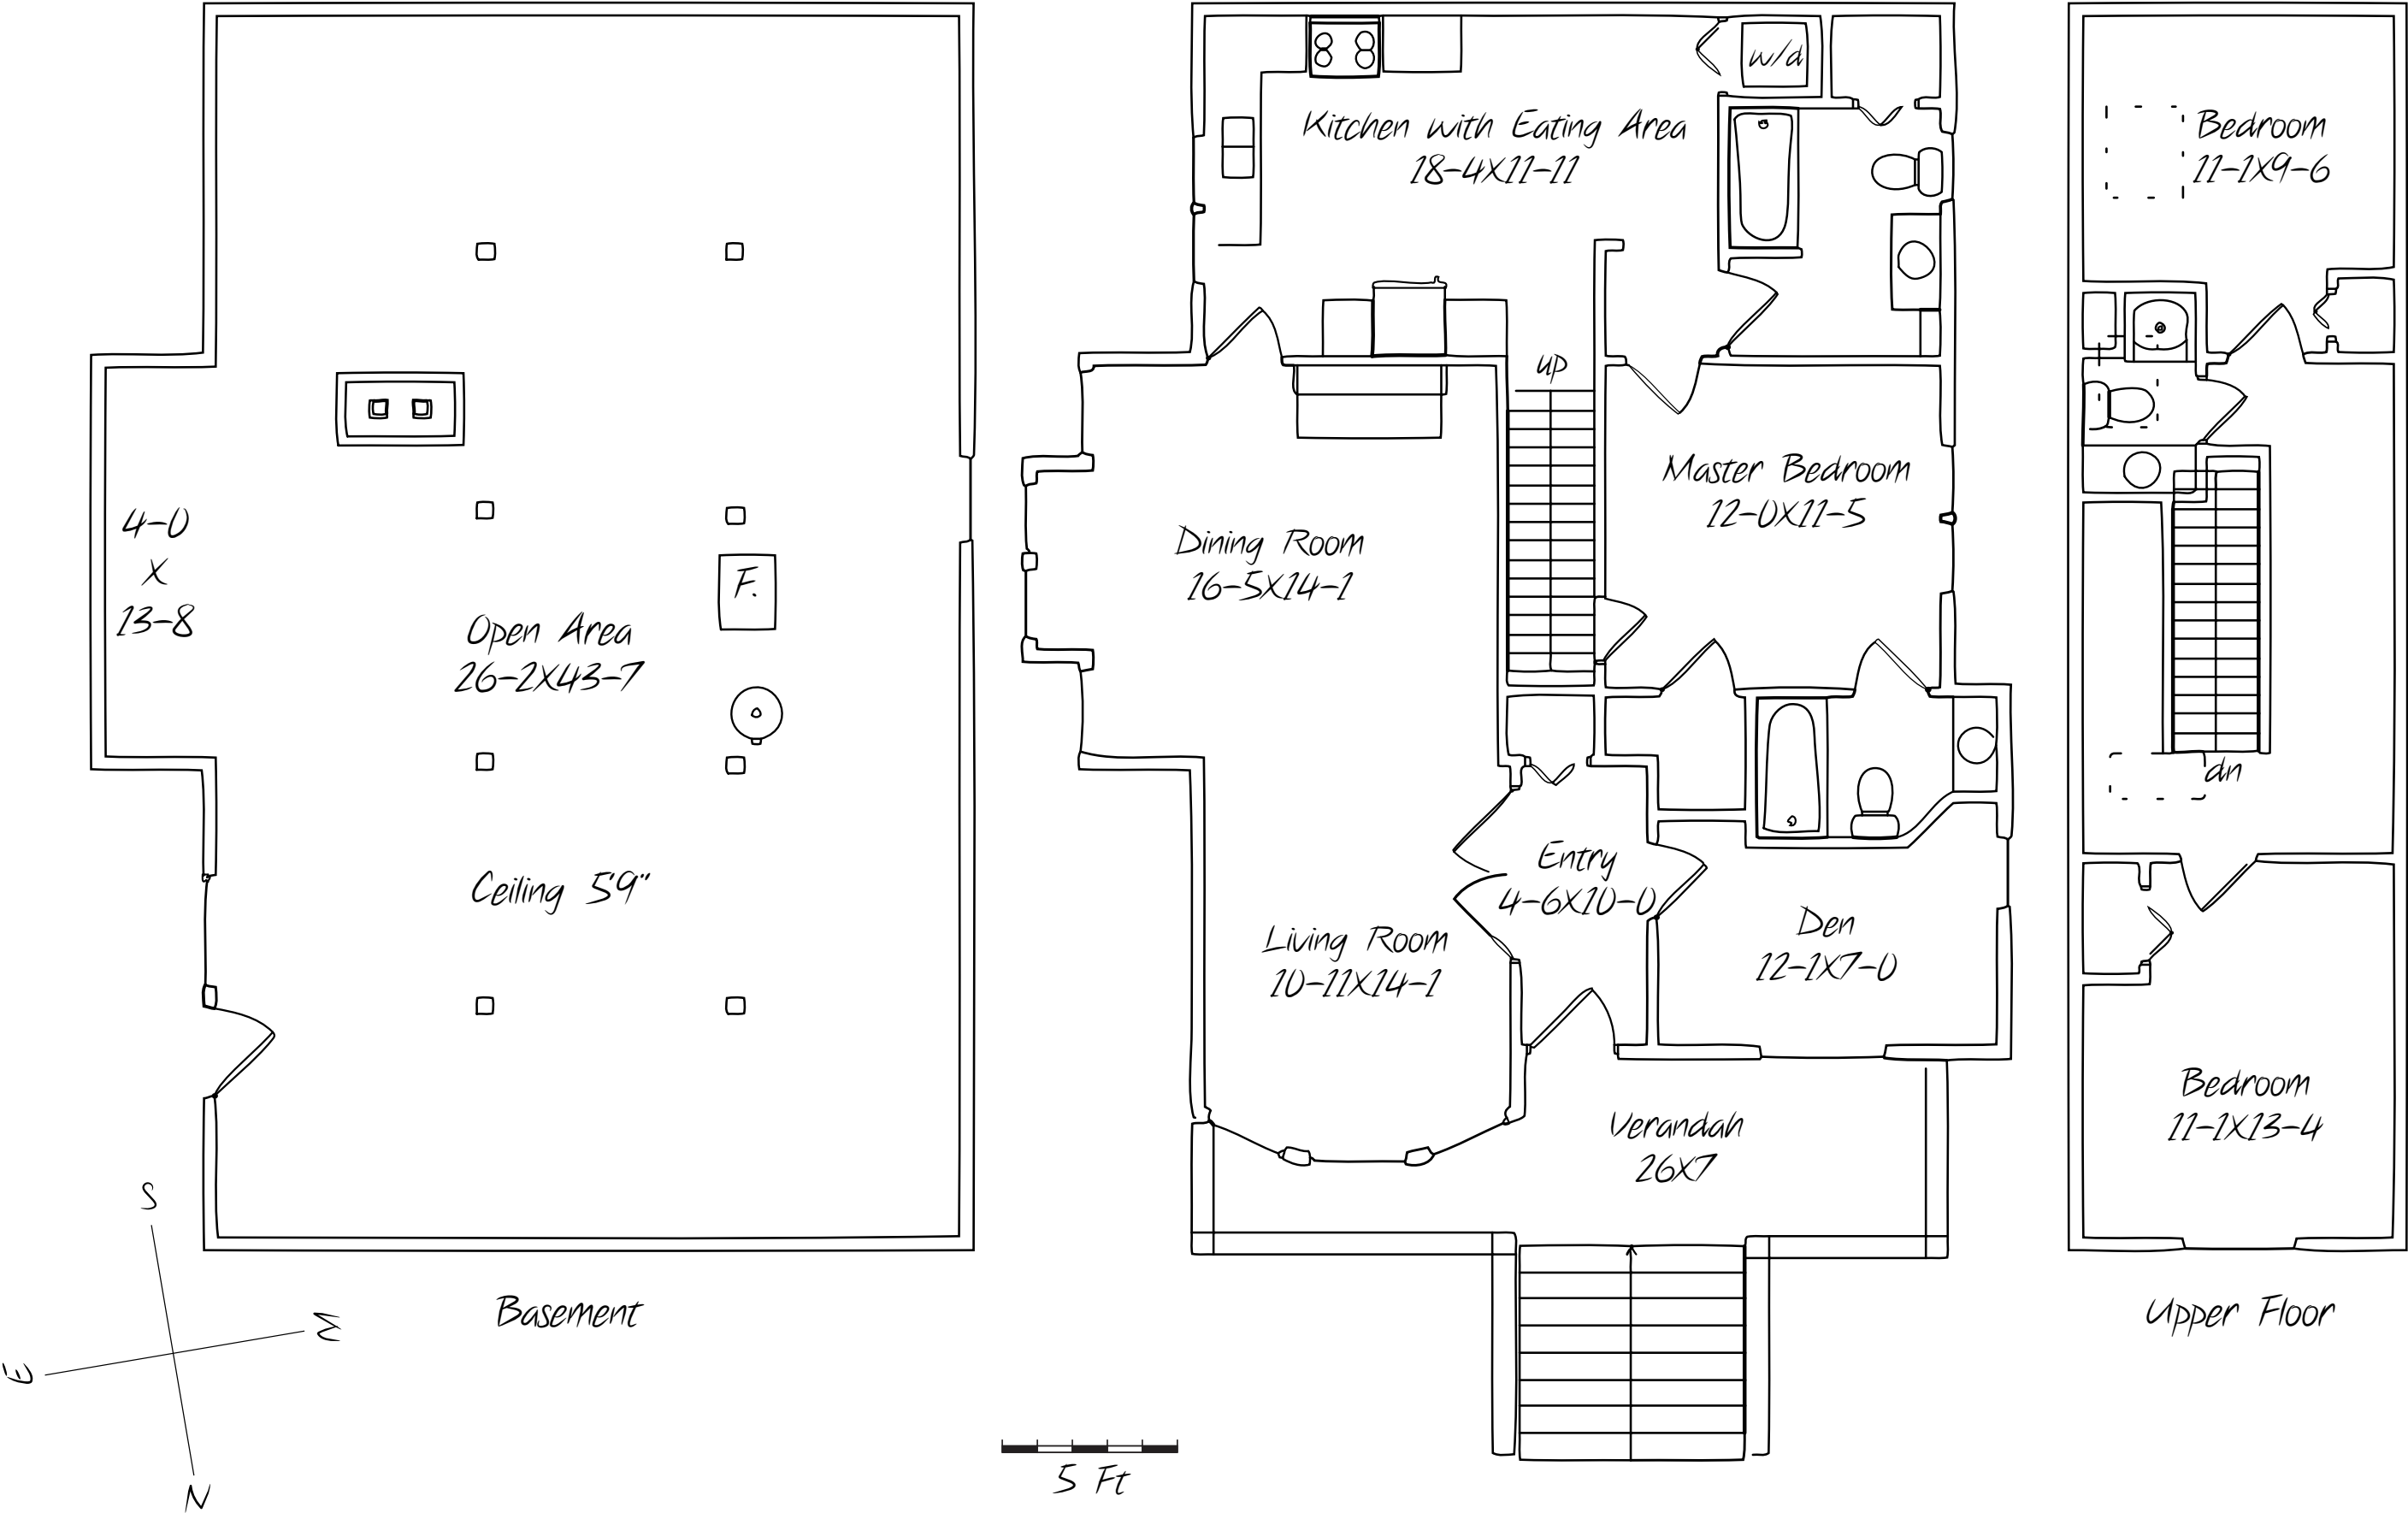 4-0
X
13-8
Open Area
26-2X43-7
F.
Ceiling 5'9"
S
W
E
N
Basement
Kitchen with Eating Area
18-4X11-11
w/d
up
Master Bedroom
12-0X11-5
Dining Room
16-5X14-1
Entry
4-6X10-0
Den
12-1X7-0
Living Room
10-11X14-1
Verandah
26X7
5 Ft
Bedroom
11-1X9-6
dn
Bedroom
11-1X13-4
Upper Floor